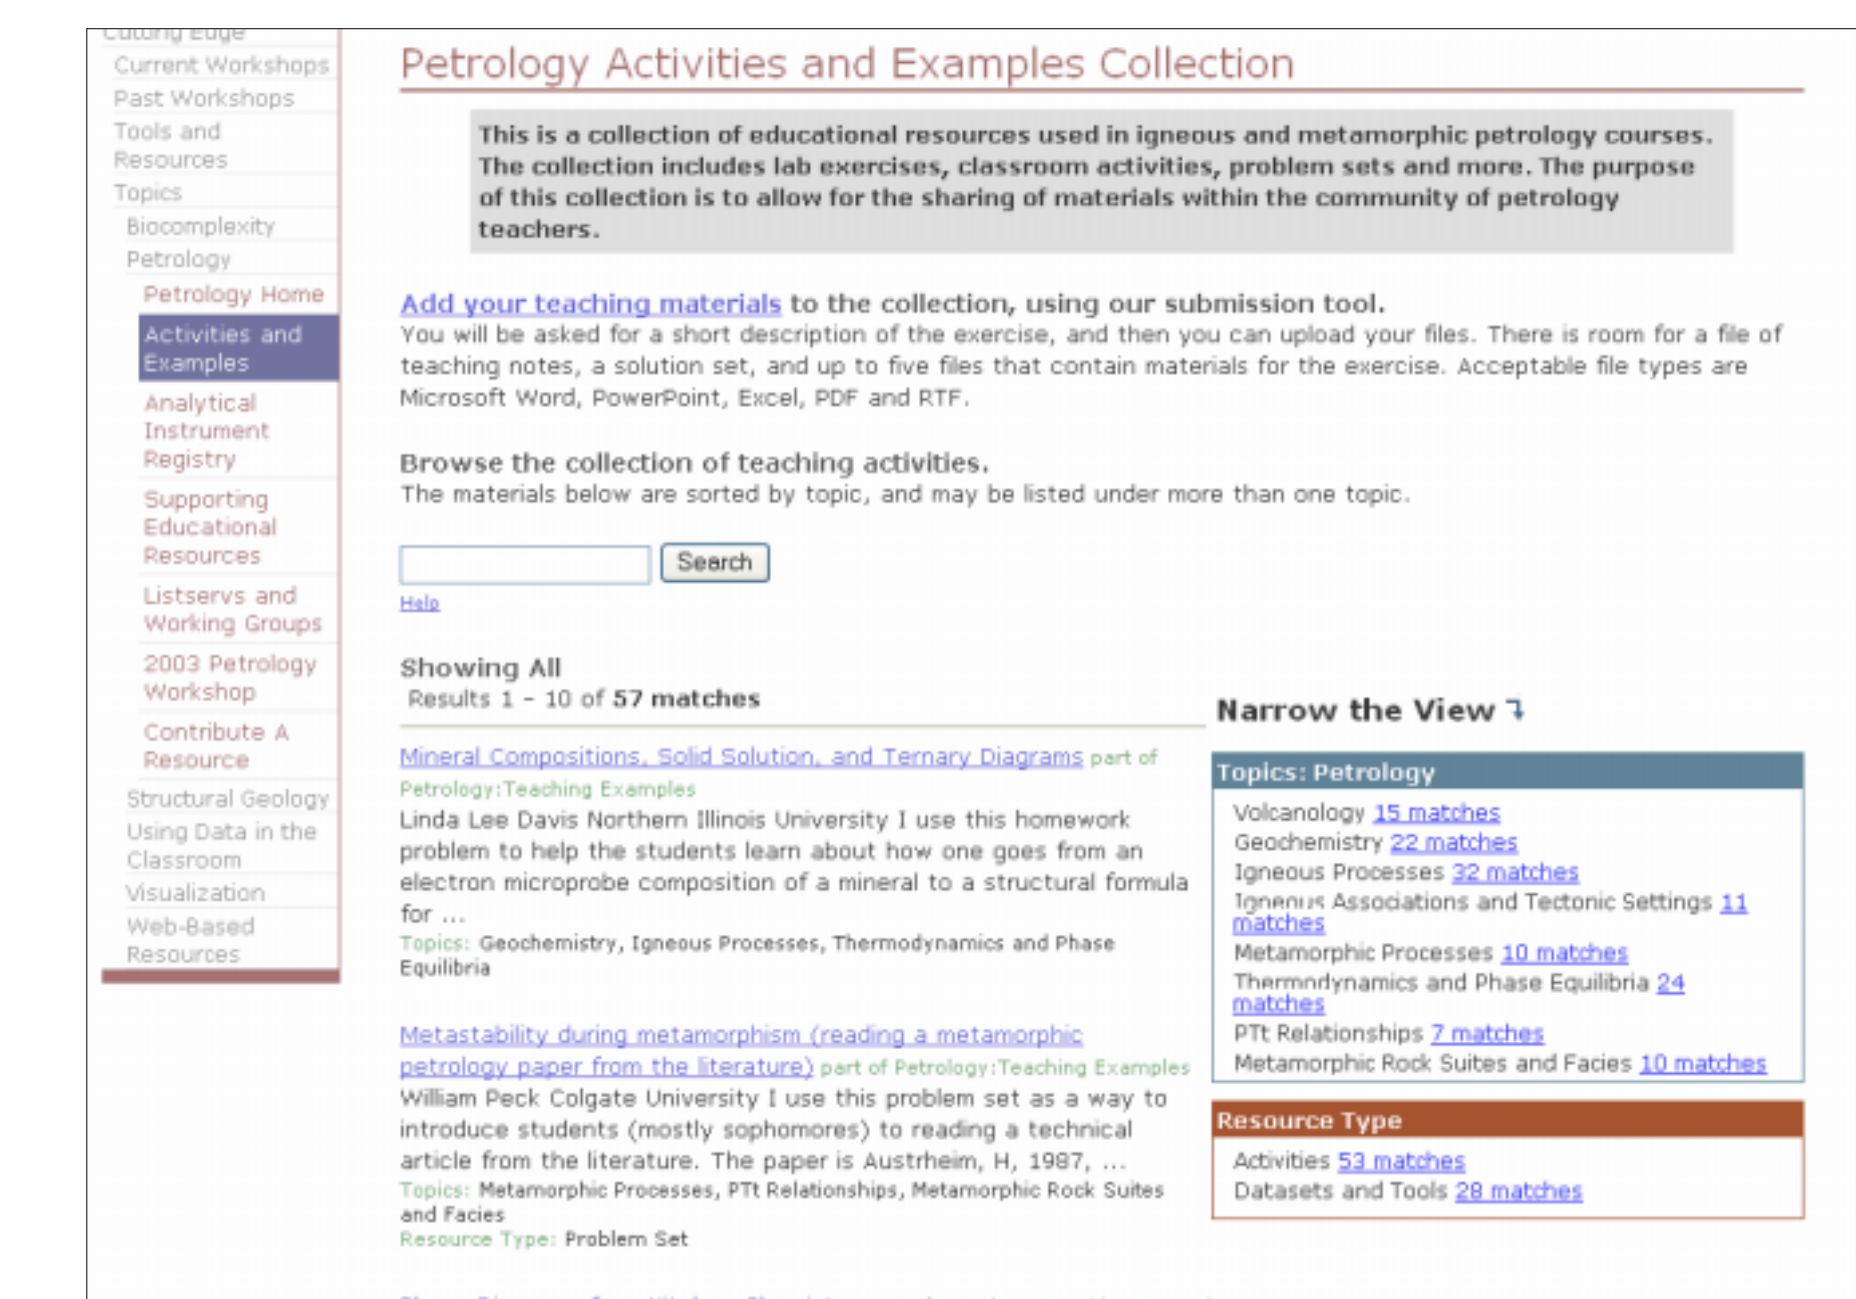 Cutting Edge
Current Workshops
Past Workshops
Tools and
Resources
Topics
Biocomplexity
Petrology
Petrology Home
Activities and
Examples
Analytical
Instrument
Registry
Supporting
Educational
Resources
Listservs and
Working Groups
2003 Petrology
Workshop
Contribute A
Resource
Structural Geology
Using Data in the
Classroom
Visualization
Web-Based
Resources
Petrology Activities and Examples Collection
This is a collection of educational resources used in igneous and metamorphic petrology courses.
The collection includes lab exercises, classroom activities, problem sets and more. The purpose
of this collection is to allow for the sharing of materials within the community of petrology
teachers.
Add your teaching materials to the collection, using our submission tool.
You will be asked for a short description of the exercise, and then you can upload your files. There is room for a file of
teaching notes, a solution set, and up to five files that contain materials for the exercise. Acceptable file types are
Microsoft Word, PowerPoint, Excel, PDF and RTF.
Browse the collection of teaching activities.
The materials below are sorted by topic, and may be listed under more than one topic.
Search
Help
Showing All
Results 1 - 10 of 57 matches
Mineral Compositions, Solid Solution, and Ternary Diagrams part of
Petrology:Teaching Examples
Linda Lee Davis Northern Illinois University I use this homework
problem to help the students learn about how one goes from an
electron microprobe composition of a mineral to a structural formula
for ...
Topics: Geochemistry, Igneous Processes, Thermodynamics and Phase
Equilibria
Metastability during metamorphism (reading a metamorphic
petrology paper from the literature) part of Petrology:Teaching Examples
William Peck Colgate University I use this problem set as a way to
introduce students (mostly sophomores) to reading a technical
article from the literature. The paper is Austrheim, H, 1987, ...
Topics: Metamorphic Processes, PTt Relationships, Metamorphic Rock Suites
and Facies
Resource Type: Problem Set
Narrow the View
Topics: Petrology
Volcanology 15 matches
Geochemistry 22 matches
Igneous Processes 32 matches
Igneous Associations and Tectonic Settings 11
matches
Metamorphic Processes 10 matches
Thermodynamics and Phase Equilibria 24
matches
PTt Relationships 7 matches
Metamorphic Rock Suites and Facies 10 matches
Resource Type
Activities 53 matches
Datasets and Tools 28 matches